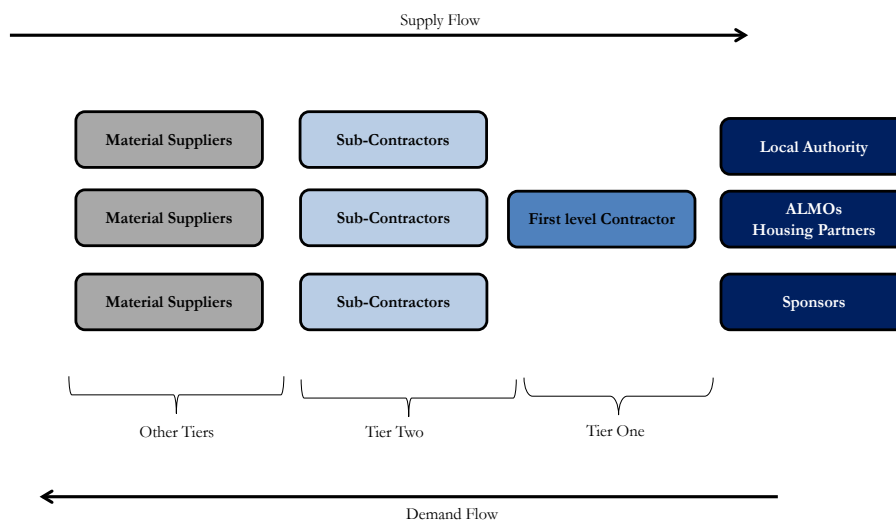 Supply Flow
Material Suppliers
Sub-Contractors
Local Authority
Material Suppliers
Sub-Contractors
First level Contractor
ALMOs
Housing Partners
Material Suppliers
Sub-Contractors
Sponsors
Other Tiers
Tier Two
Tier One
Demand Flow